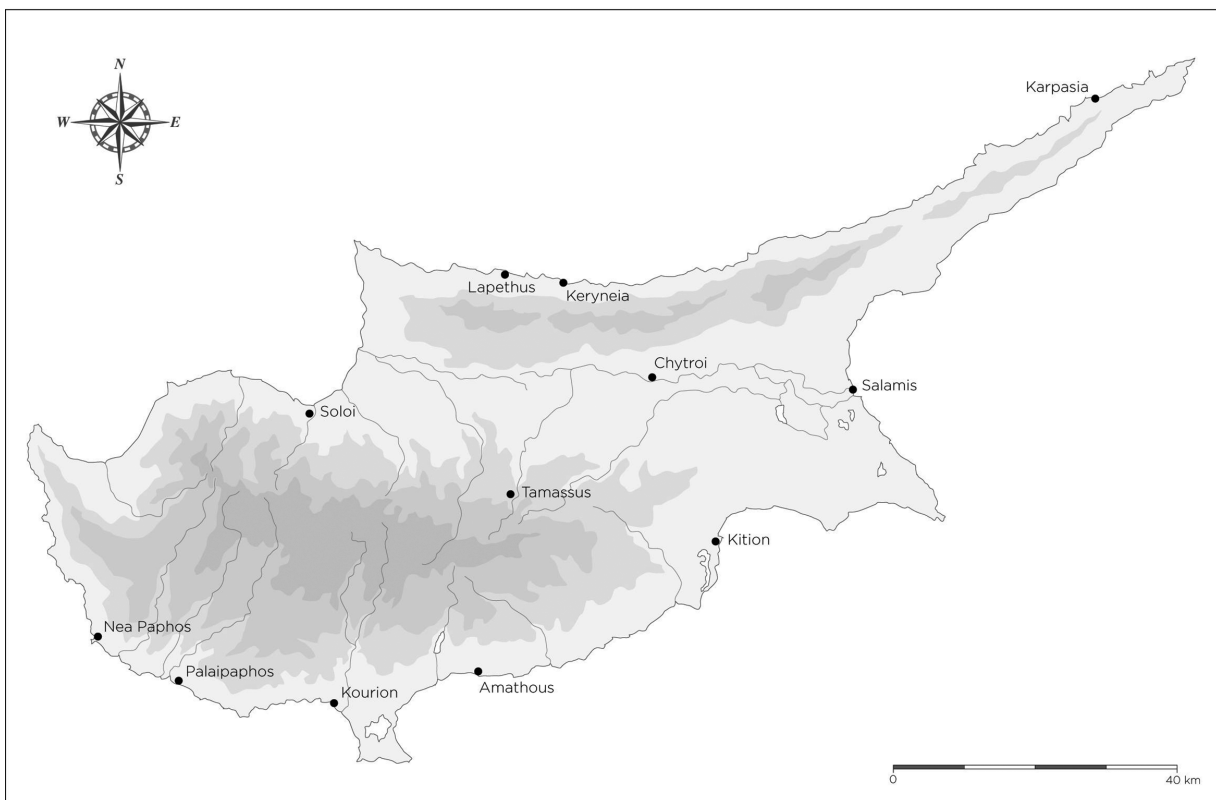 N
W
E
S
Karpasia
Lapethus
Keryneia
Chytroi
Salamis
Soloi
Tamassus
Kition
Nea Paphos
Palaipaphos
Kourion
Amathous
0
40 km